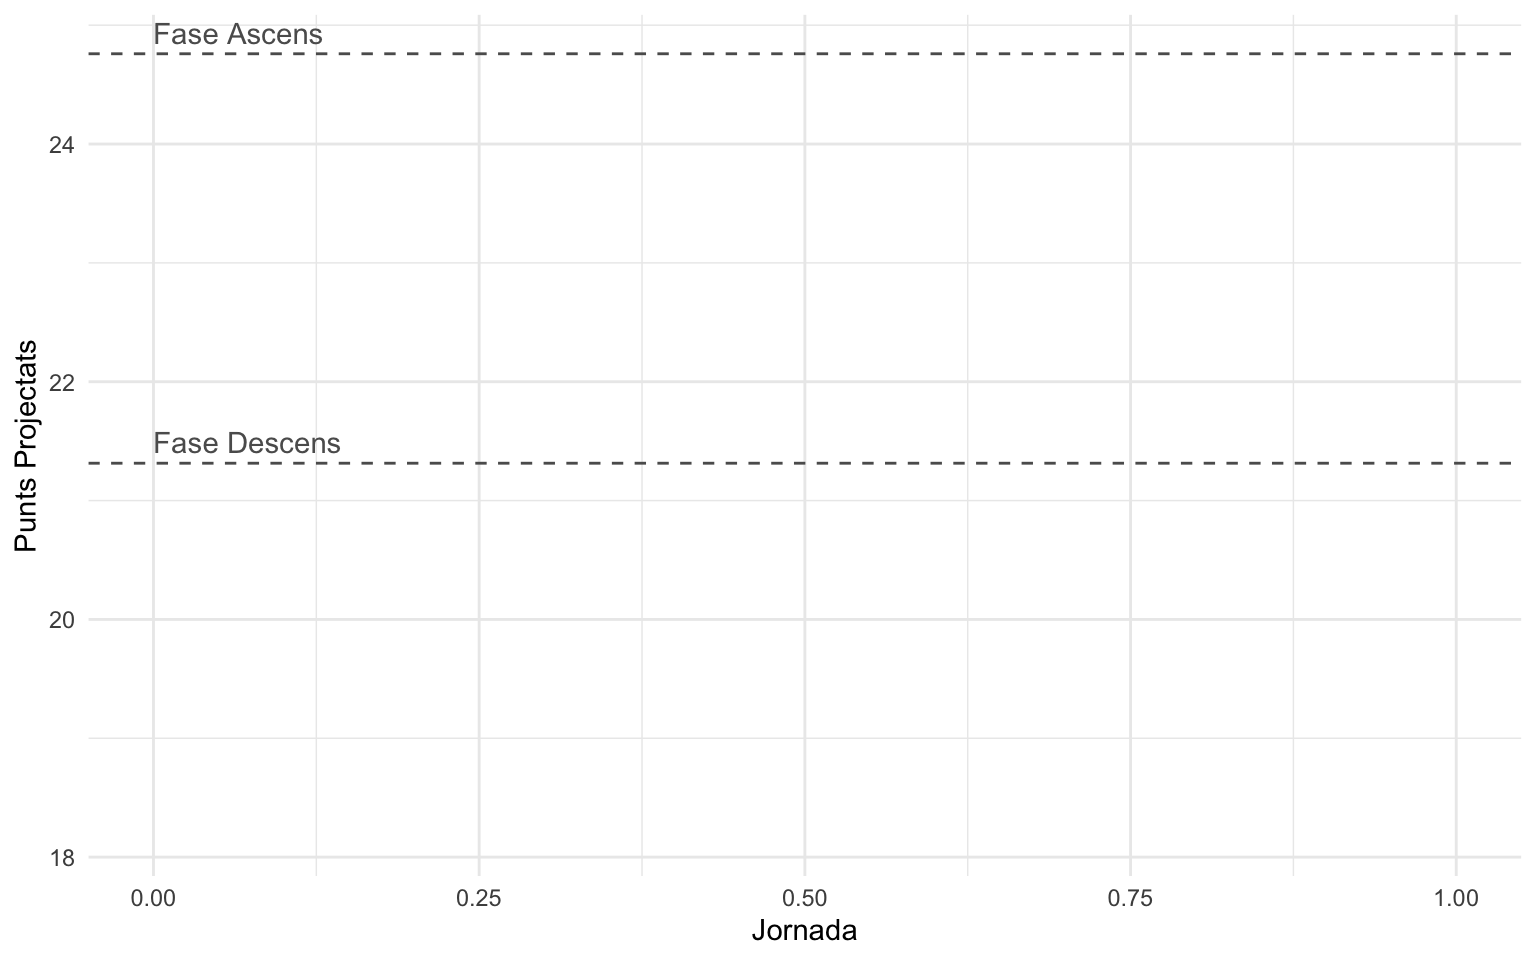 Fase Ascens
24
22
Fase Descens
20
18
Punts Projectats
0.00 0.25 0.50 0.75 1.00
Jornada